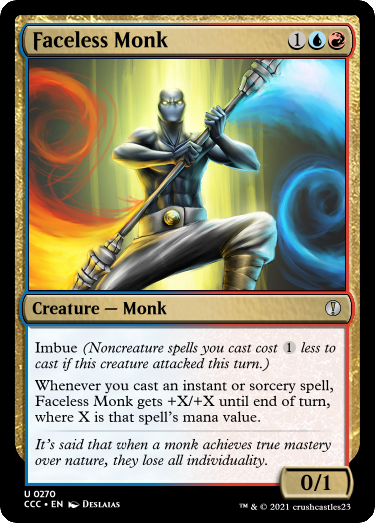 Faceless Monk 1
Creature — Monk
Imbue (Noncreature spells you cast cost 1 less to
cast if this creature attacked this turn.)
Whenever you cast an instant or sorcery spell,
Faceless Monk gets +X/+X until end of turn,
where X is that spell's mana value.
It's said that when a monk achieves true mastery
over nature, they lose all individuality.
0/1
U 0270
CCC • EN Deslaias
™ & © 2021 crushcastles23